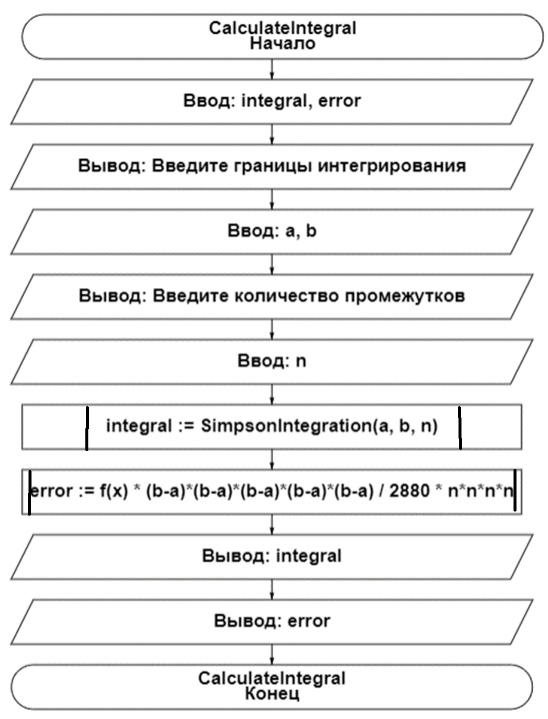 CalculateIntegral
Начало
Ввод: integral, error
Вывод: Введите границы интегрирования
Ввод: a, b
Вывод: Введите количество промежутков
Ввод: n
integral := SimpsonIntegration(a, b, n)
error := f(x) * (b-a)*(b-a)*(b-a)*(b-a)*(b-a) / 2880 * n*n*n*n
Вывод: integral
Вывод: error
CalculateIntegral
Конец